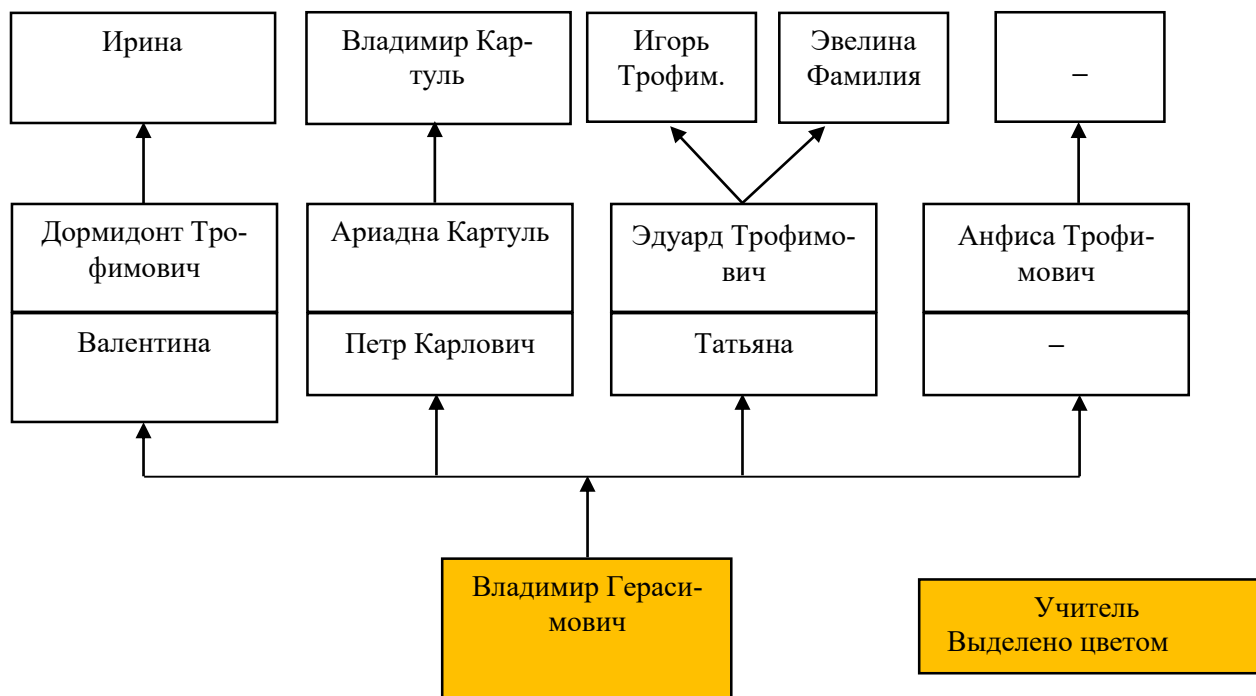 Ирина
Владимир Кар-
туль
Игорь
Трофим.
Эвелина
Фамилия
–
Дормидонт Тро-
фимович
Ариадна Картуль
Эдуард Трофимо-
вич
Анфиса Трофи-
мович
Валентина
Петр Карлович
Татьяна
–
Владимир Гераси-
мович
Учитель
Выделено цветом